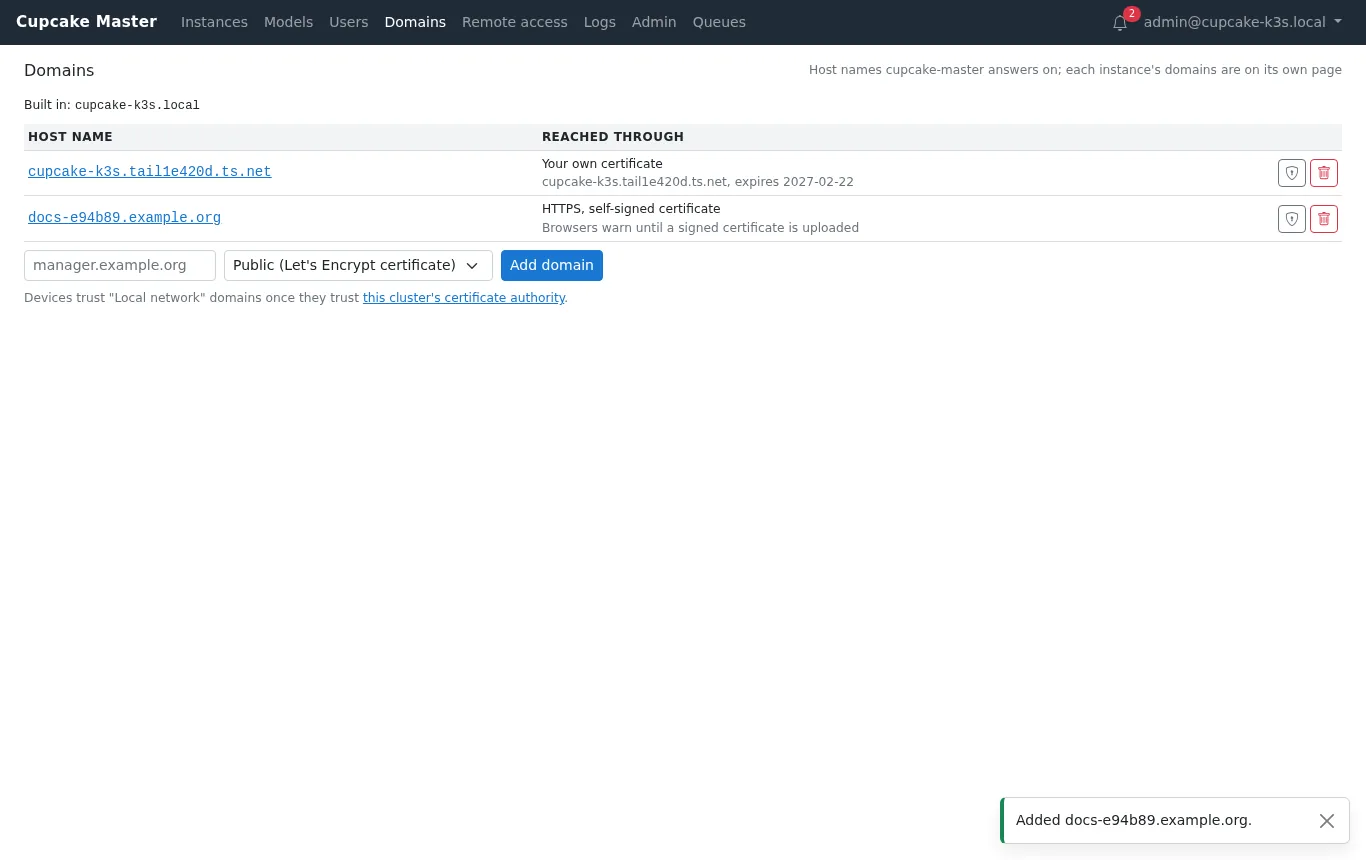 Cupcake Master Instances Models Users Domains Remote access Logs Admin Queues 2 admin@cupcake-k3s.local
Domains Host names cupcake-master answers on; each instance's domains are on its own page
Built in: cupcake-k3s.local
HOST NAME REACHED THROUGH
cupcake-k3s.tail1e420d.ts.net Your own certificate
cupcake-k3s.tail1e420d.ts.net, expires 2027-02-22
docs-e94b89.example.org HTTPS, self-signed certificate
Browsers warn until a signed certificate is uploaded
manager.example.org Public (Let's Encrypt certificate) Add domain
Devices trust "Local network" domains once they trust this cluster's certificate authority.
Added docs-e94b89.example.org.